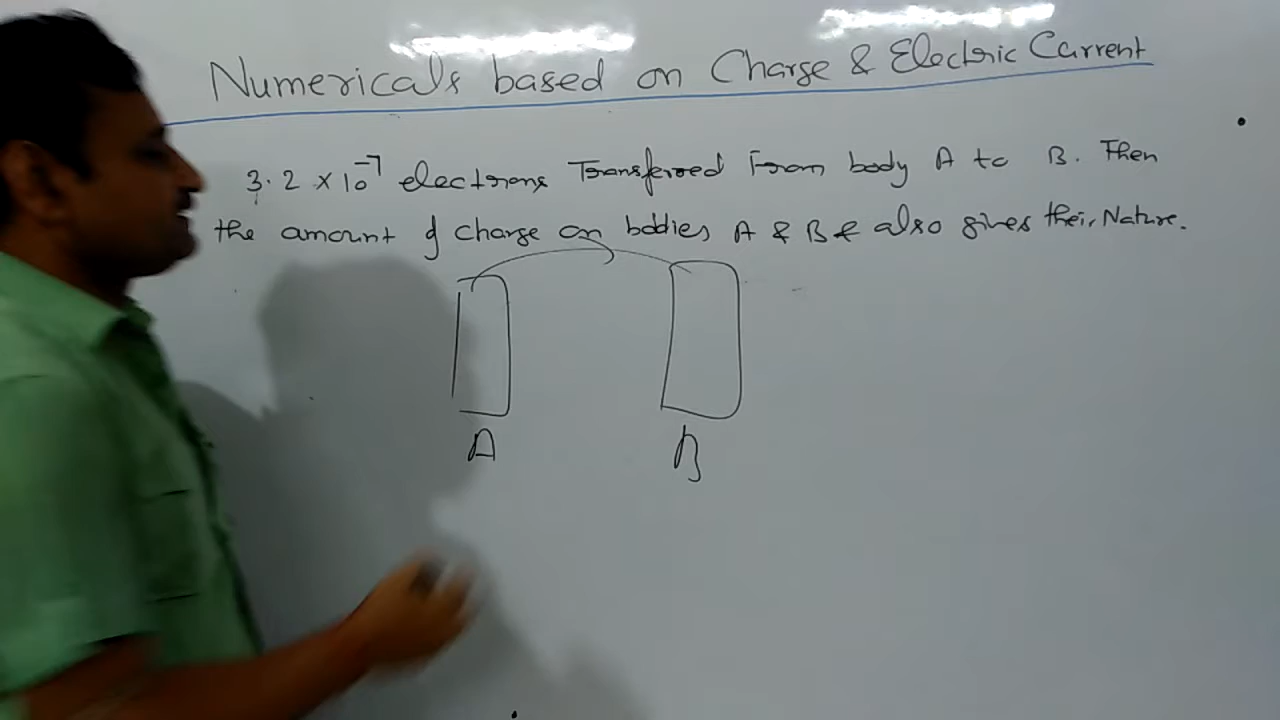 Numericals based on Charge & Electric Current
3.2 × 10⁻⁷ electrons Transferred From body A to B. Then
the amount of charge on bodies A & B & also gives their Nature.
A B